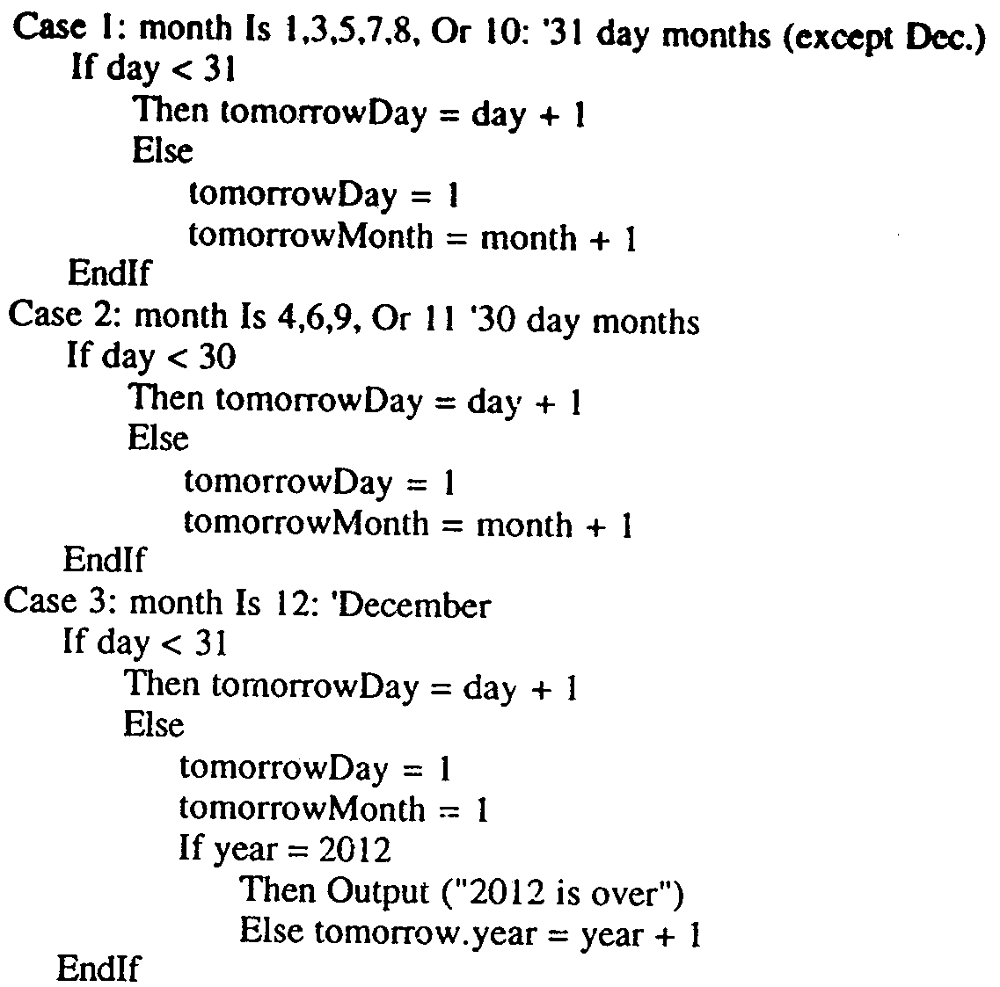 Case 1: month Is 1,3,5,7,8, Or 10: '31 day months (except Dec.)
If day < 31
Then tomorrowDay = day + 1
Else
tomorrowDay = 1
tomorrowMonth = month + 1
EndIf
Case 2: month Is 4,6,9, Or 11 '30 day months
If day < 30
Then tomorrowDay = day + 1
Else
tomorrowDay = 1
tomorrowMonth = month + 1
EndIf
Case 3: month Is 12: 'December
If day < 31
Then tomorrowDay = day + 1
Else
tomorrowDay = 1
tomorrowMonth = 1
If year = 2012
Then Output ("2012 is over")
Else tomorrow.year = year + 1
EndIf